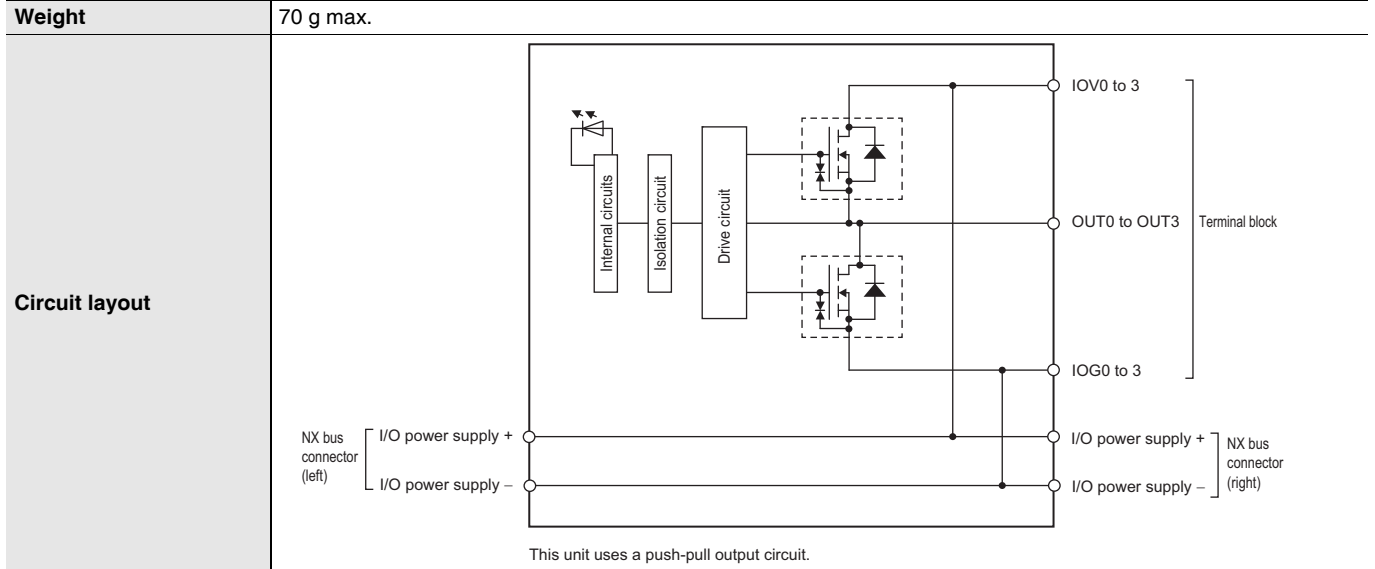 Weight
70 g max.
Circuit layout
Internal circuits
Isolation circuit
Drive circuit
IOV0 to 3
OUT0 to OUT3
Terminal block
IOG0 to 3
NX bus
connector
(left)
I/O power supply +
I/O power supply −
I/O power supply +
I/O power supply −
NX bus
connector
(right)
This unit uses a push-pull output circuit.